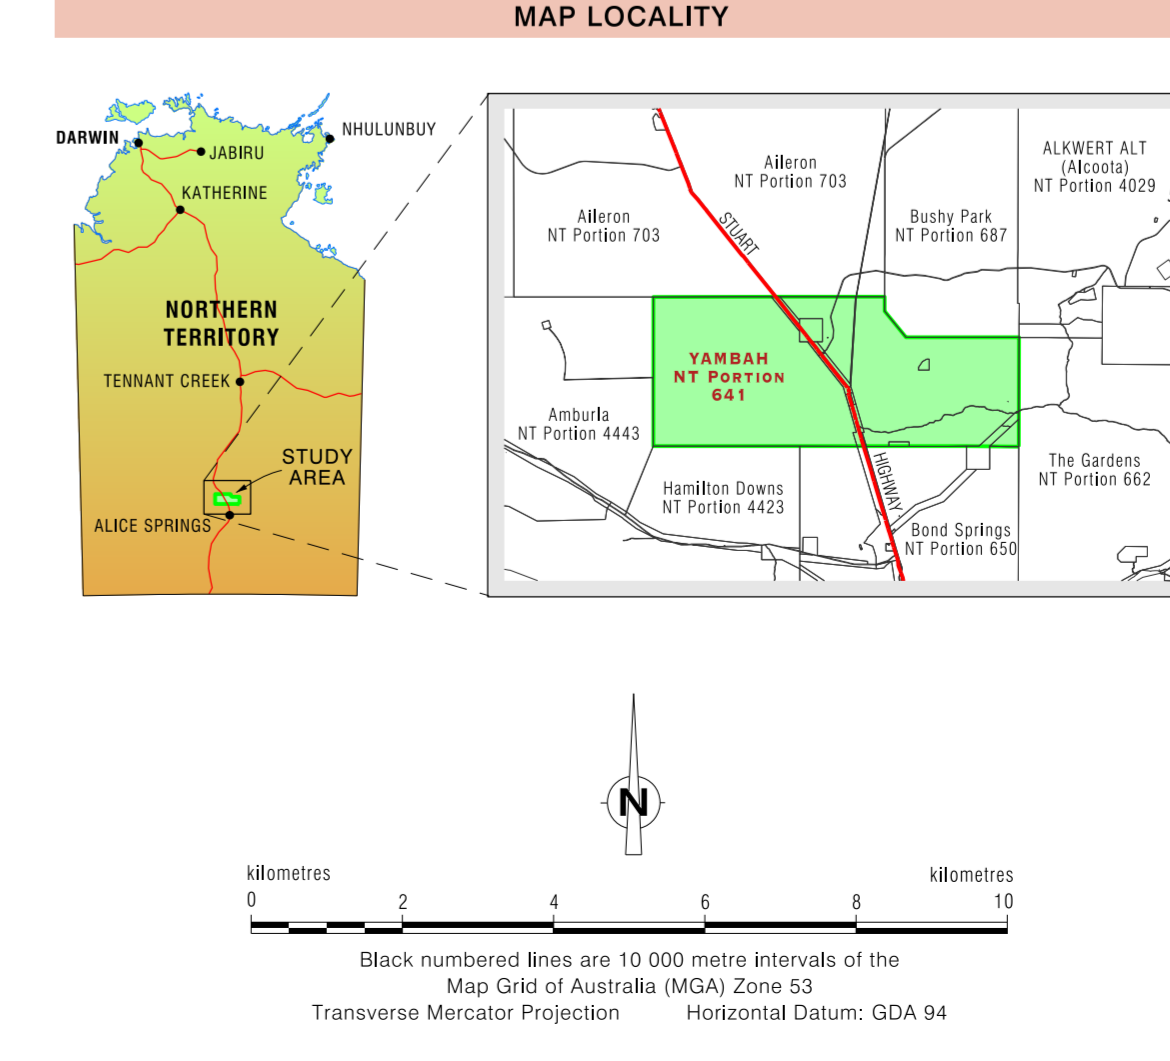 MAP LOCALITY
DARWIN
NHULUNBUY
JABIRU
KATHERINE
NORTHERN
TERRITORY
TENNANT CREEK
STUDY
AREA
ALICE SPRINGS
Aileron
NT Portion 703
ALKWERT ALT
(Alcoota)
NT Portion 4029
Aileron
NT Portion 703
STUART
Bushy Park
NT Portion 687
YAMBAH
NT PORTION
641
Amburla
NT Portion 4443
HIGHWAY
The Gardens
NT Portion 662
Hamilton Downs
NT Portion 4423
Bond Springs
NT Portion 650
N
kilometres
kilometres
0 2 4 6 8 10
Black numbered lines are 10 000 metre intervals of the
Map Grid of Australia (MGA) Zone 53
Transverse Mercator Projection Horizontal Datum: GDA 94